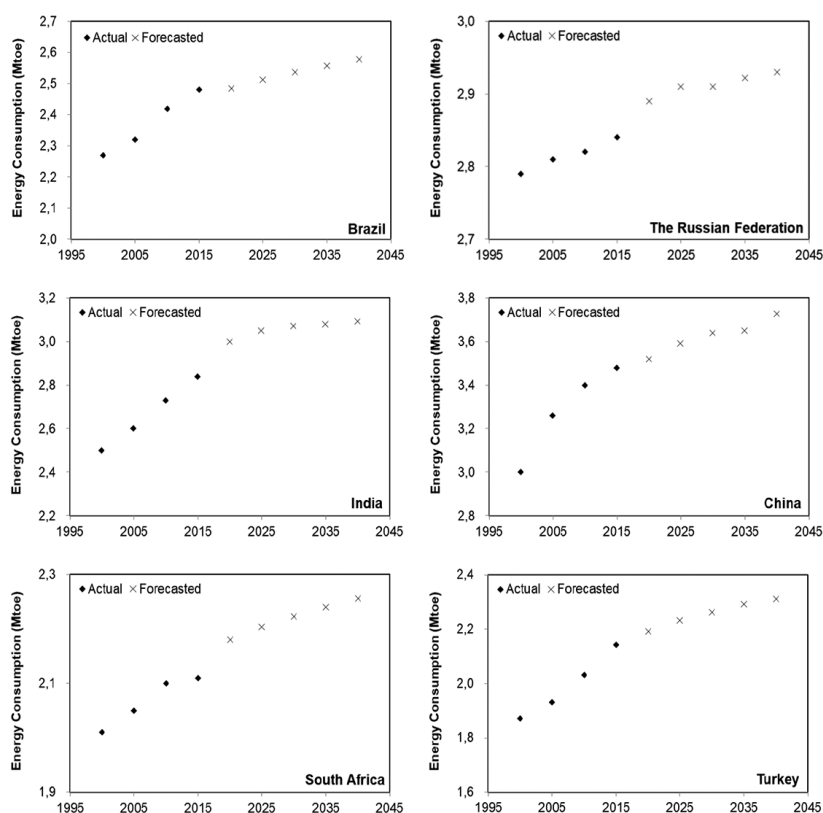 Energy Consumption (Mtoe)
2,7
2,6
2,5
2,4
2,3
2,2
2,1
2,0
◆ Actual × Forecasted
Brazil
1995 2005 2015 2025 2035 2045
Energy Consumption (Mtoe)
3,0
2,9
2,8
2,7
◆ Actual × Forecasted
The Russian Federation
1995 2005 2015 2025 2035 2045
Energy Consumption (Mtoe)
3,2
3,0
2,8
2,6
2,4
2,2
◆ Actual × Forecasted
India
1995 2005 2015 2025 2035 2045
Energy Consumption (Mtoe)
3,8
3,6
3,4
3,2
3,0
2,8
◆ Actual × Forecasted
China
1995 2005 2015 2025 2035 2045
Energy Consumption (Mtoe)
2,3
2,1
1,9
◆ Actual × Forecasted
South Africa
1995 2005 2015 2025 2035 2045
Energy Consumption (Mtoe)
2,4
2,2
2,0
1,8
1,6
◆ Actual × Forecasted
Turkey
1995 2005 2015 2025 2035 2045